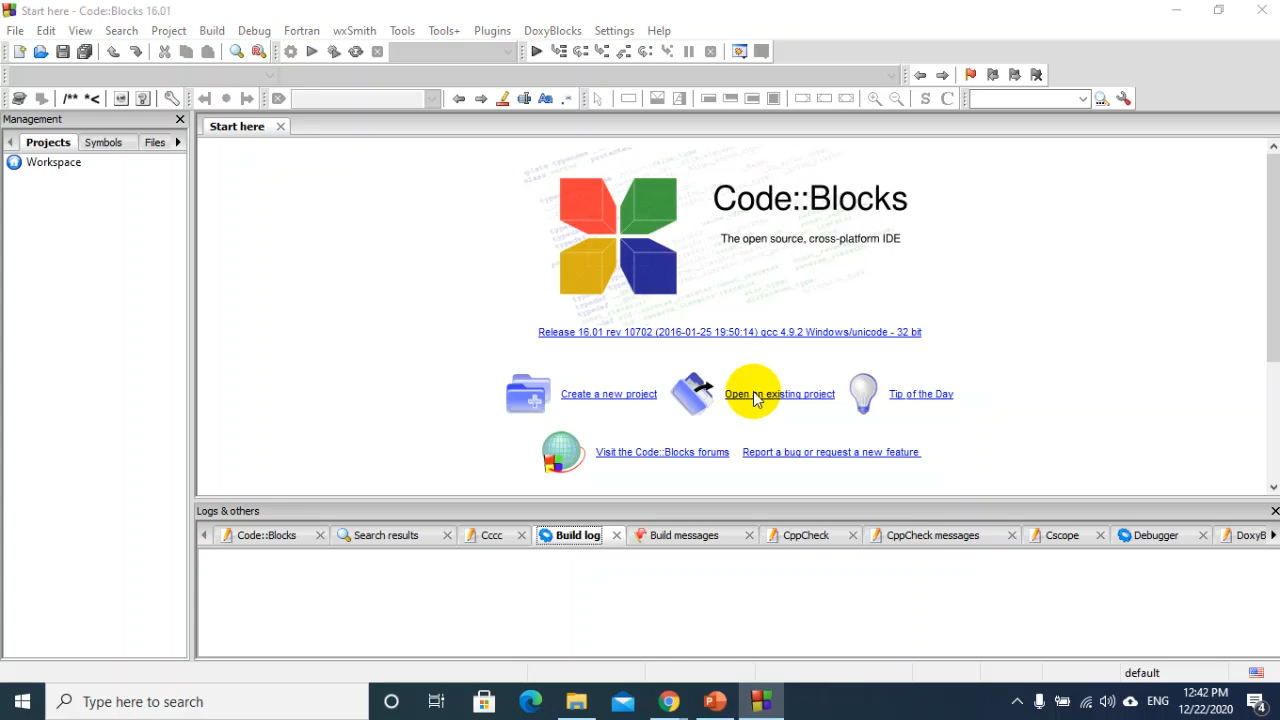 Start here - Code::Blocks 16.01
File Edit View Search Project Build Debug Fortran wxSmith Tools Tools+ Plugins DoxyBlocks Settings Help
/** *<
S C
Management
Start here
Projects Symbols Files
Workspace
Code::Blocks
The open source, cross-platform IDE
Release 16.01 rev 10702 (2016-01-25 19:50:14) gcc 4.9.2 Windows/unicode - 32 bit
Create a new project Open an existing project Tip of the Day
Visit the Code::Blocks forums Report a bug or request a new feature
Logs & others
Code::Blocks Search results Cccc Build log Build messages CppCheck CppCheck messages Cscope Debugger DoxyB
default
Type here to search
ENG
12:42 PM
12/22/2020
4